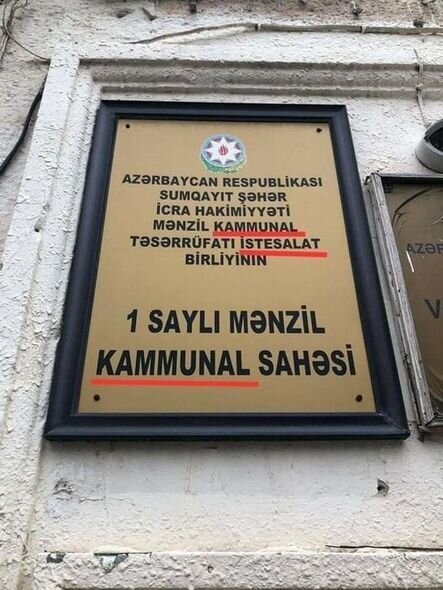 AZƏRBAYCAN RESPUBLİKASI
SUMQAYIT ŞƏHƏR
İCRA HAKİMİYYƏTİ
MƏNZİL KAMMUNAL
TƏSƏRRÜFATI İSTESALAT
BİRLİYİNİN
1 SAYLI MƏNZİL
KAMMUNAL SAHƏSİ